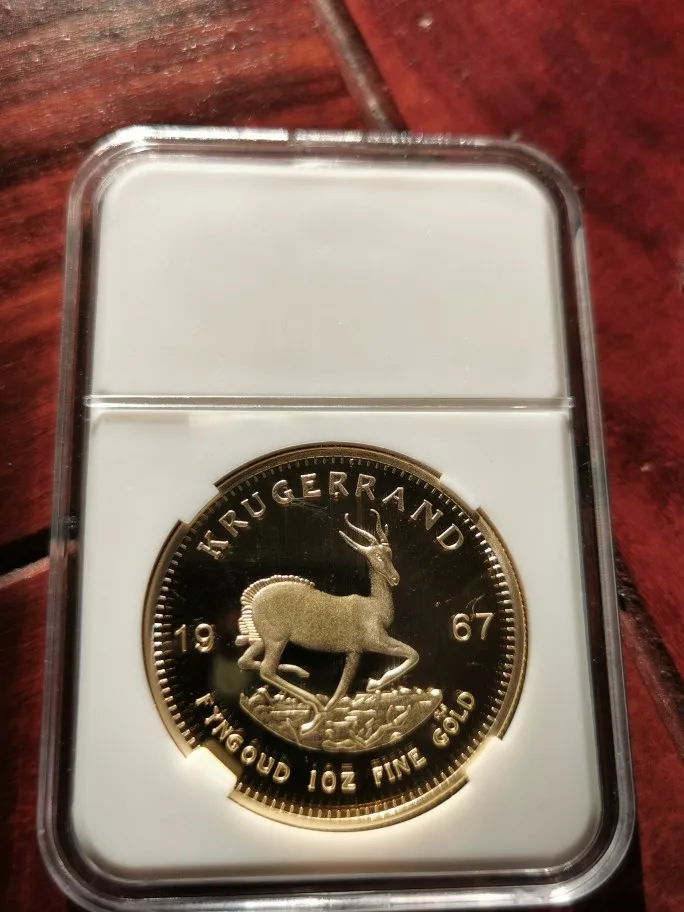 KRUGERRAND
19 67
FYNGOUD 1OZ FINE GOLD